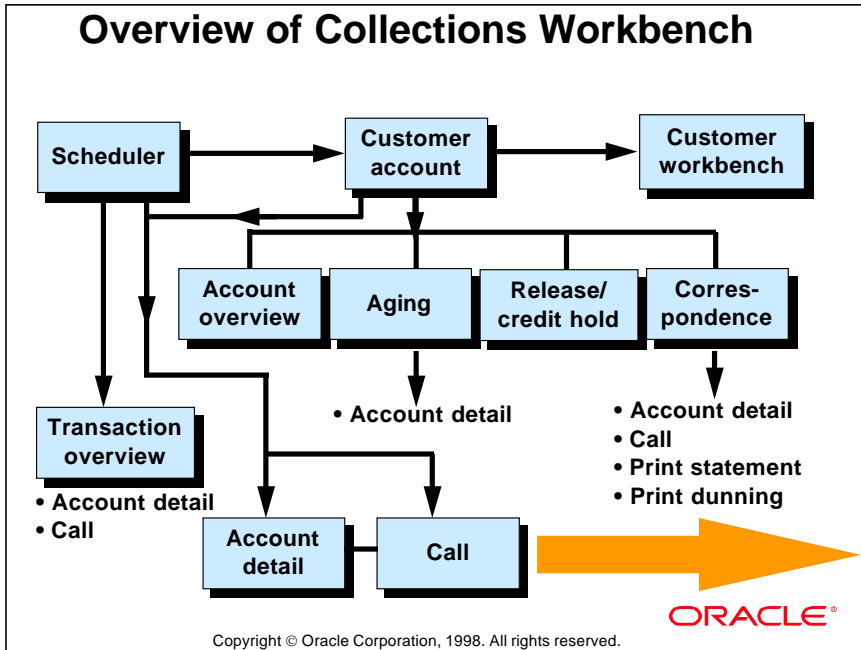 Overview of Collections Workbench
Scheduler
Customer
account
Customer
workbench
Account
overview
Aging
Release/
credit hold
Corres-
pondence
• Account detail
• Account detail
• Call
• Print statement
• Print dunning
Transaction
overview
• Account detail
• Call
Account
detail
Call
ORACLE®
Copyright © Oracle Corporation, 1998. All rights reserved.